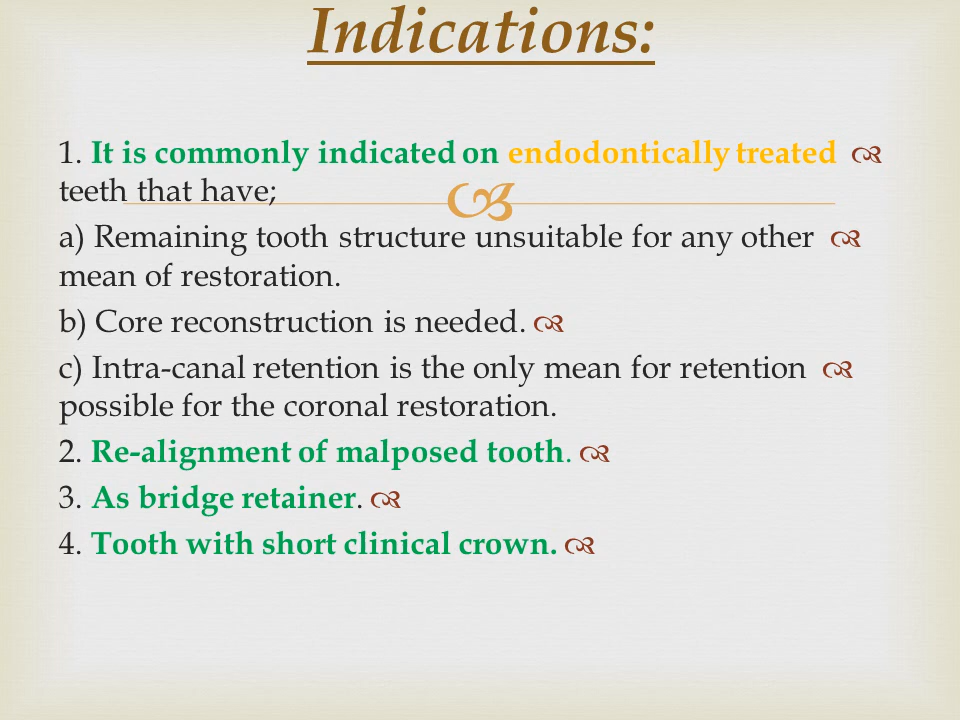 Indications:
1. It is commonly indicated on endodontically treated
teeth that have;
a) Remaining tooth structure unsuitable for any other
mean of restoration.
b) Core reconstruction is needed.
c) Intra-canal retention is the only mean for retention
possible for the coronal restoration.
2. Re-alignment of malposed tooth.
3. As bridge retainer.
4. Tooth with short clinical crown.